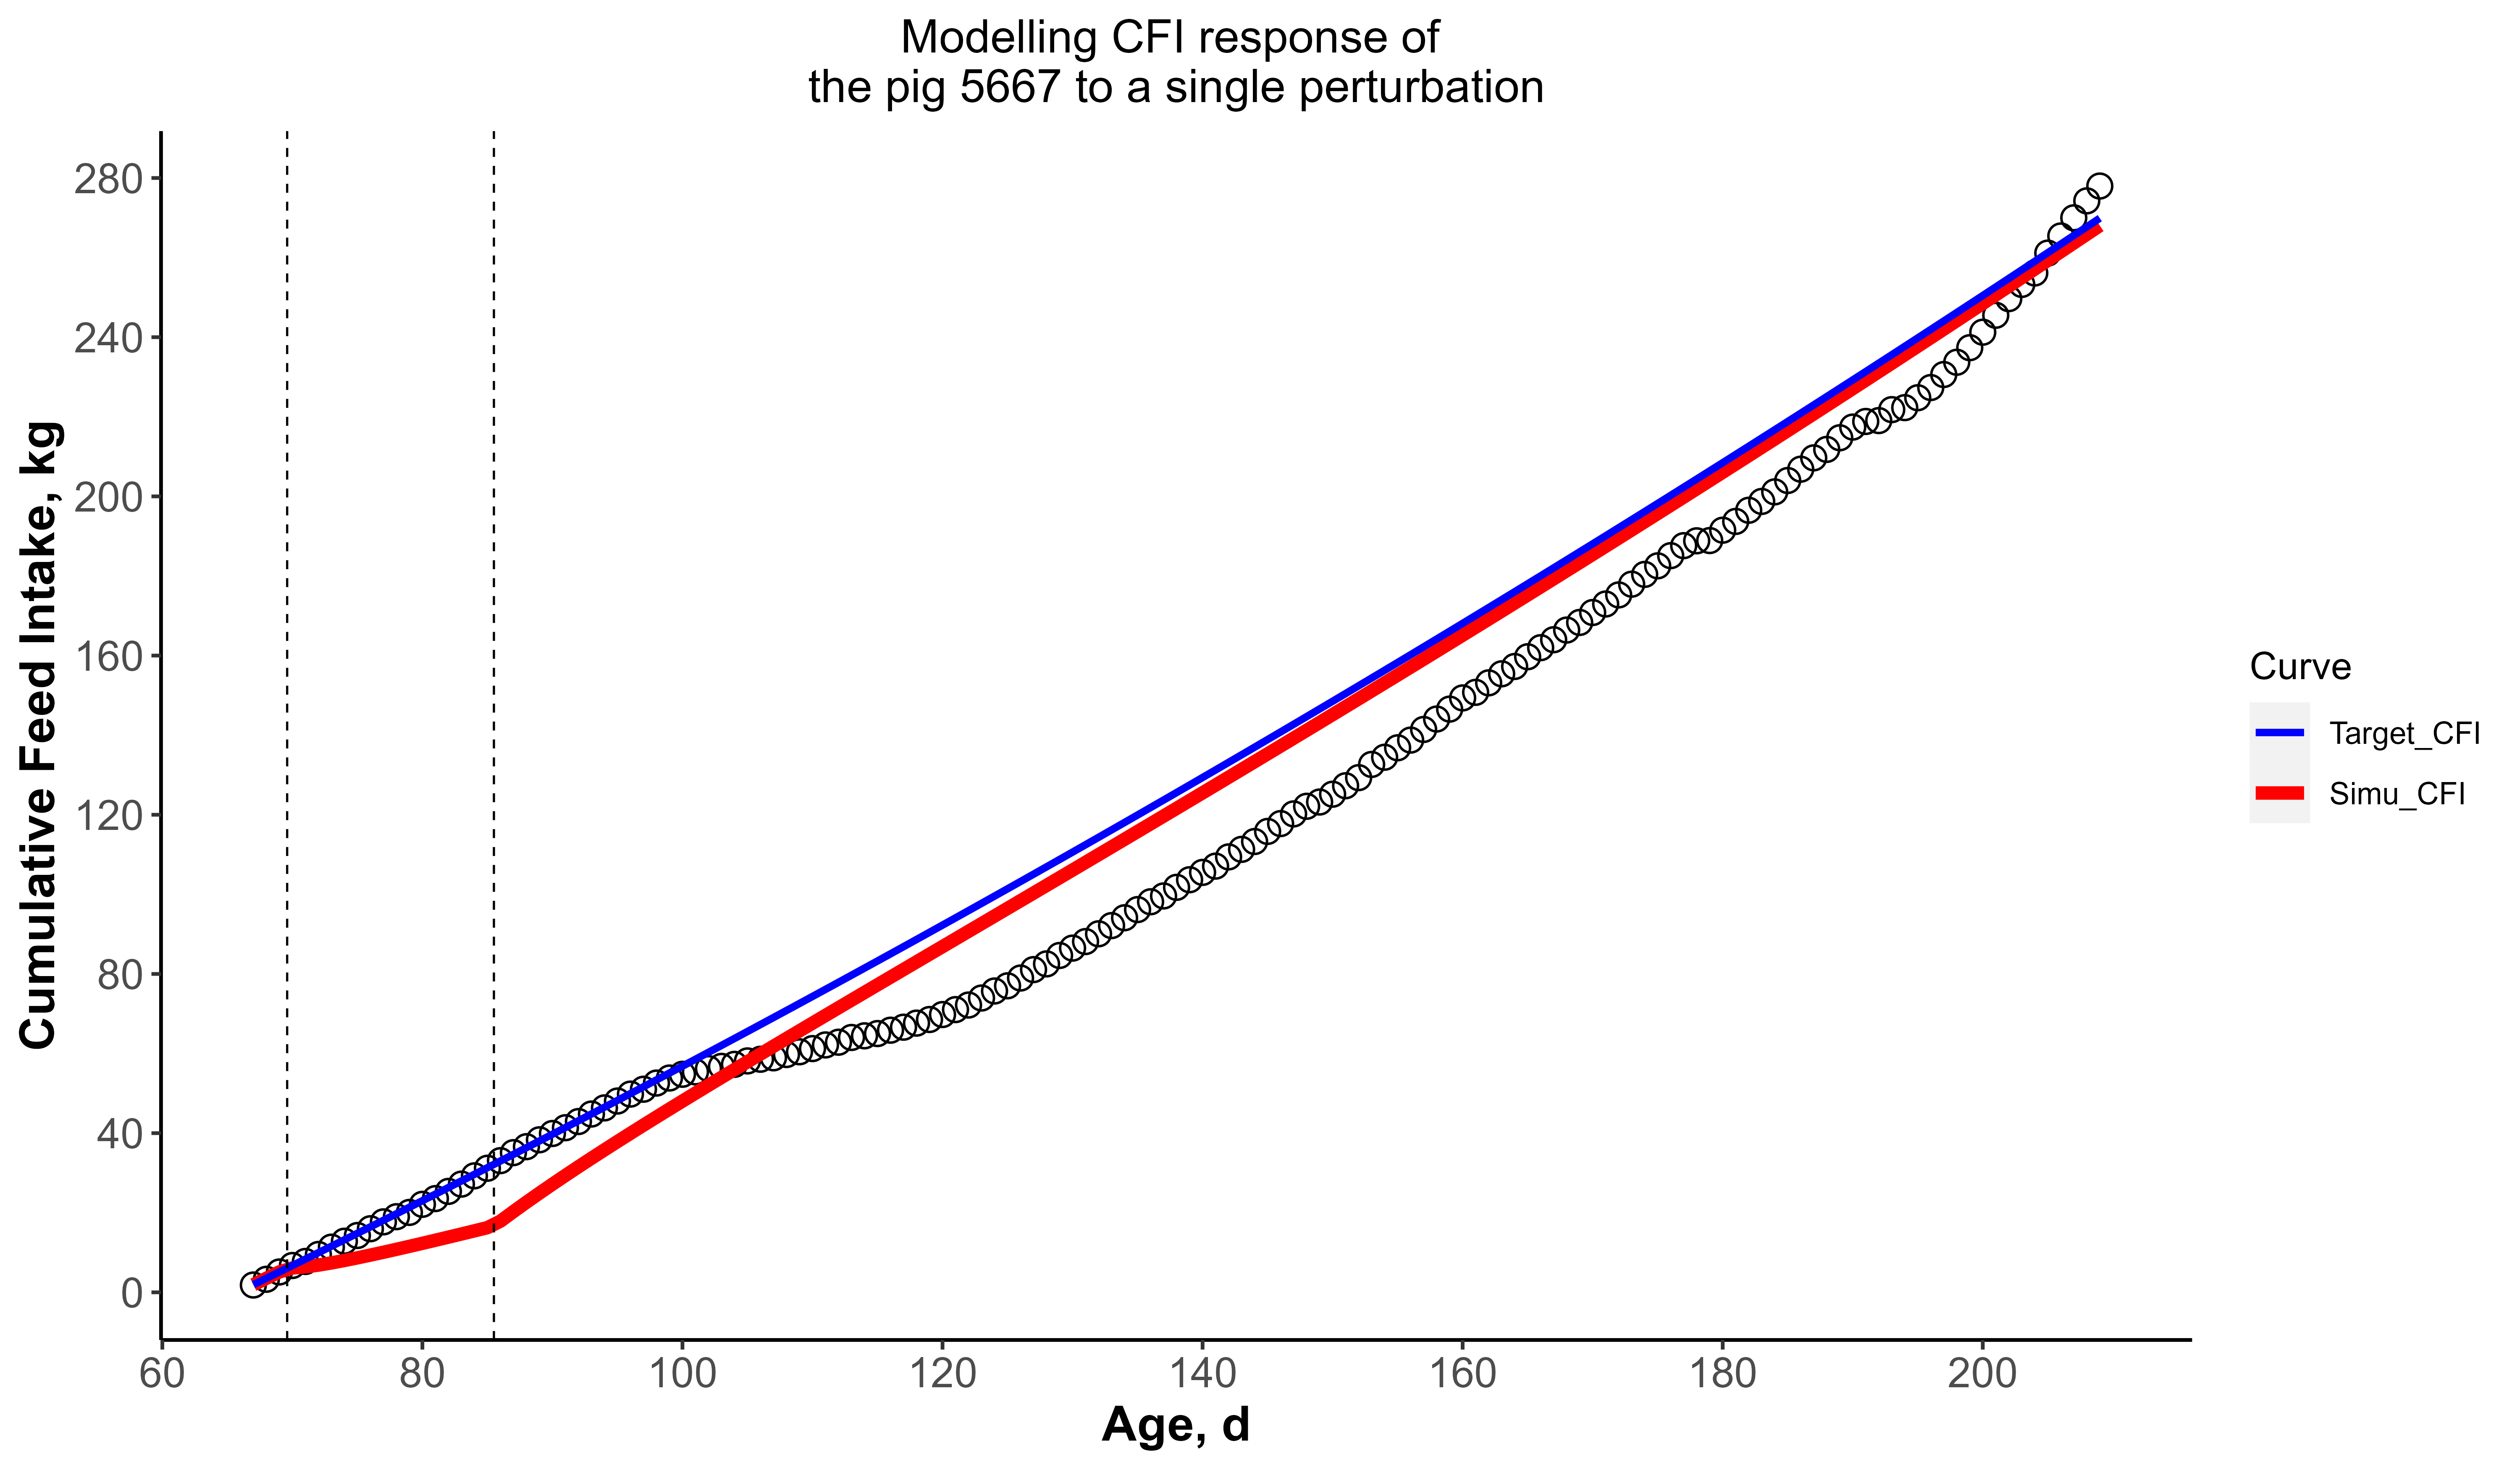 Modelling CFI response of
the pig 5667 to a single perturbation
280
240
200
160
120
80
40
0
Cumulative Feed Intake, kg
60 80 100 120 140 160 180 200
Age, d
Curve
Target_CFI
Simu_CFI